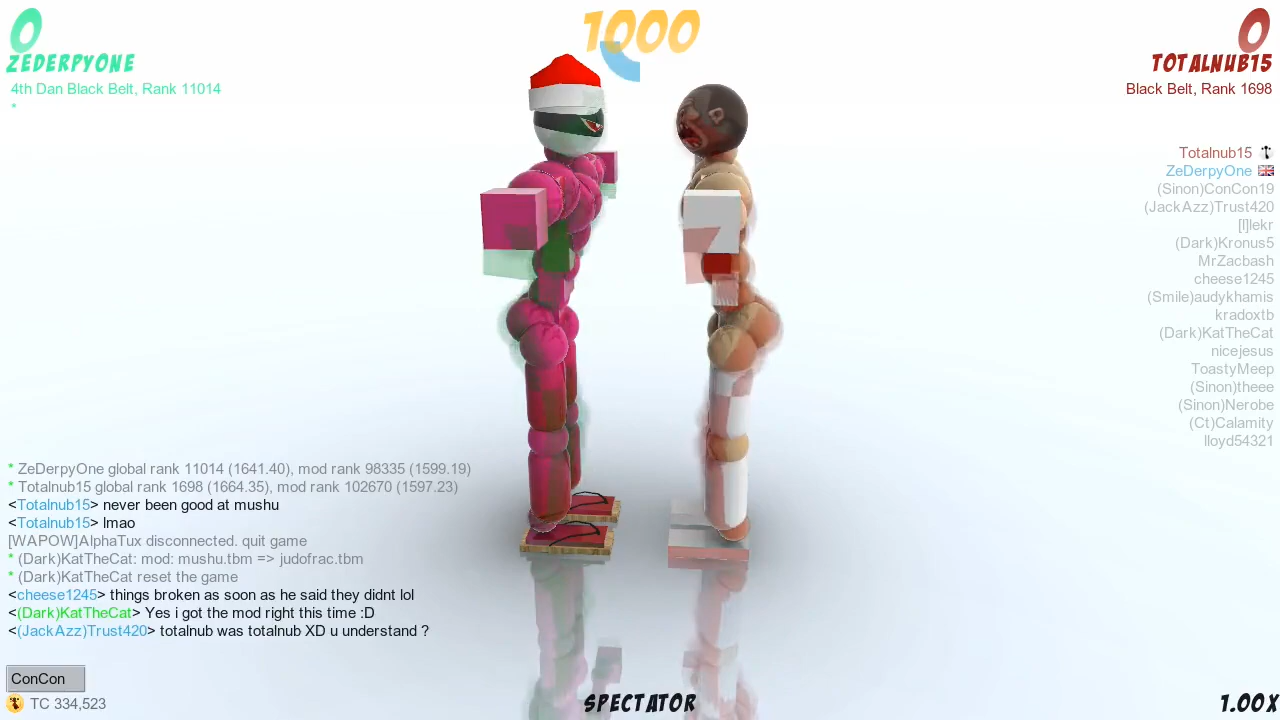 0
ZEDERPYONE
4th Dan Black Belt, Rank 11014
*
1000
0
TOTALNUB15
Black Belt, Rank 1698
Totalnub15
ZeDerpyOne
(Sinon)ConCon19
(JackAzz)Trust420
[l]lekr
(Dark)Kronus5
MrZacbash
cheese1245
(Smile)audykhamis
kradoxtb
(Dark)KatTheCat
nicejesus
ToastyMeep
(Sinon)theee
(Sinon)Nerobe
(Ct)Calamity
lloyd54321
* ZeDerpyOne global rank 11014 (1641.40), mod rank 98335 (1599.19)
* Totalnub15 global rank 1698 (1664.35), mod rank 102670 (1597.23)
<Totalnub15> never been good at mushu
<Totalnub15> lmao
[WAPOW]AlphaTux disconnected. quit game
* (Dark)KatTheCat: mod: mushu.tbm => judofrac.tbm
* (Dark)KatTheCat reset the game
<cheese1245> things broken as soon as he said they didnt lol
<(Dark)KatTheCat> Yes i got the mod right this time :D
<(JackAzz)Trust420> totalnub was totalnub XD u understand ?
ConCon
TC 334,523
SPECTATOR
1.00X